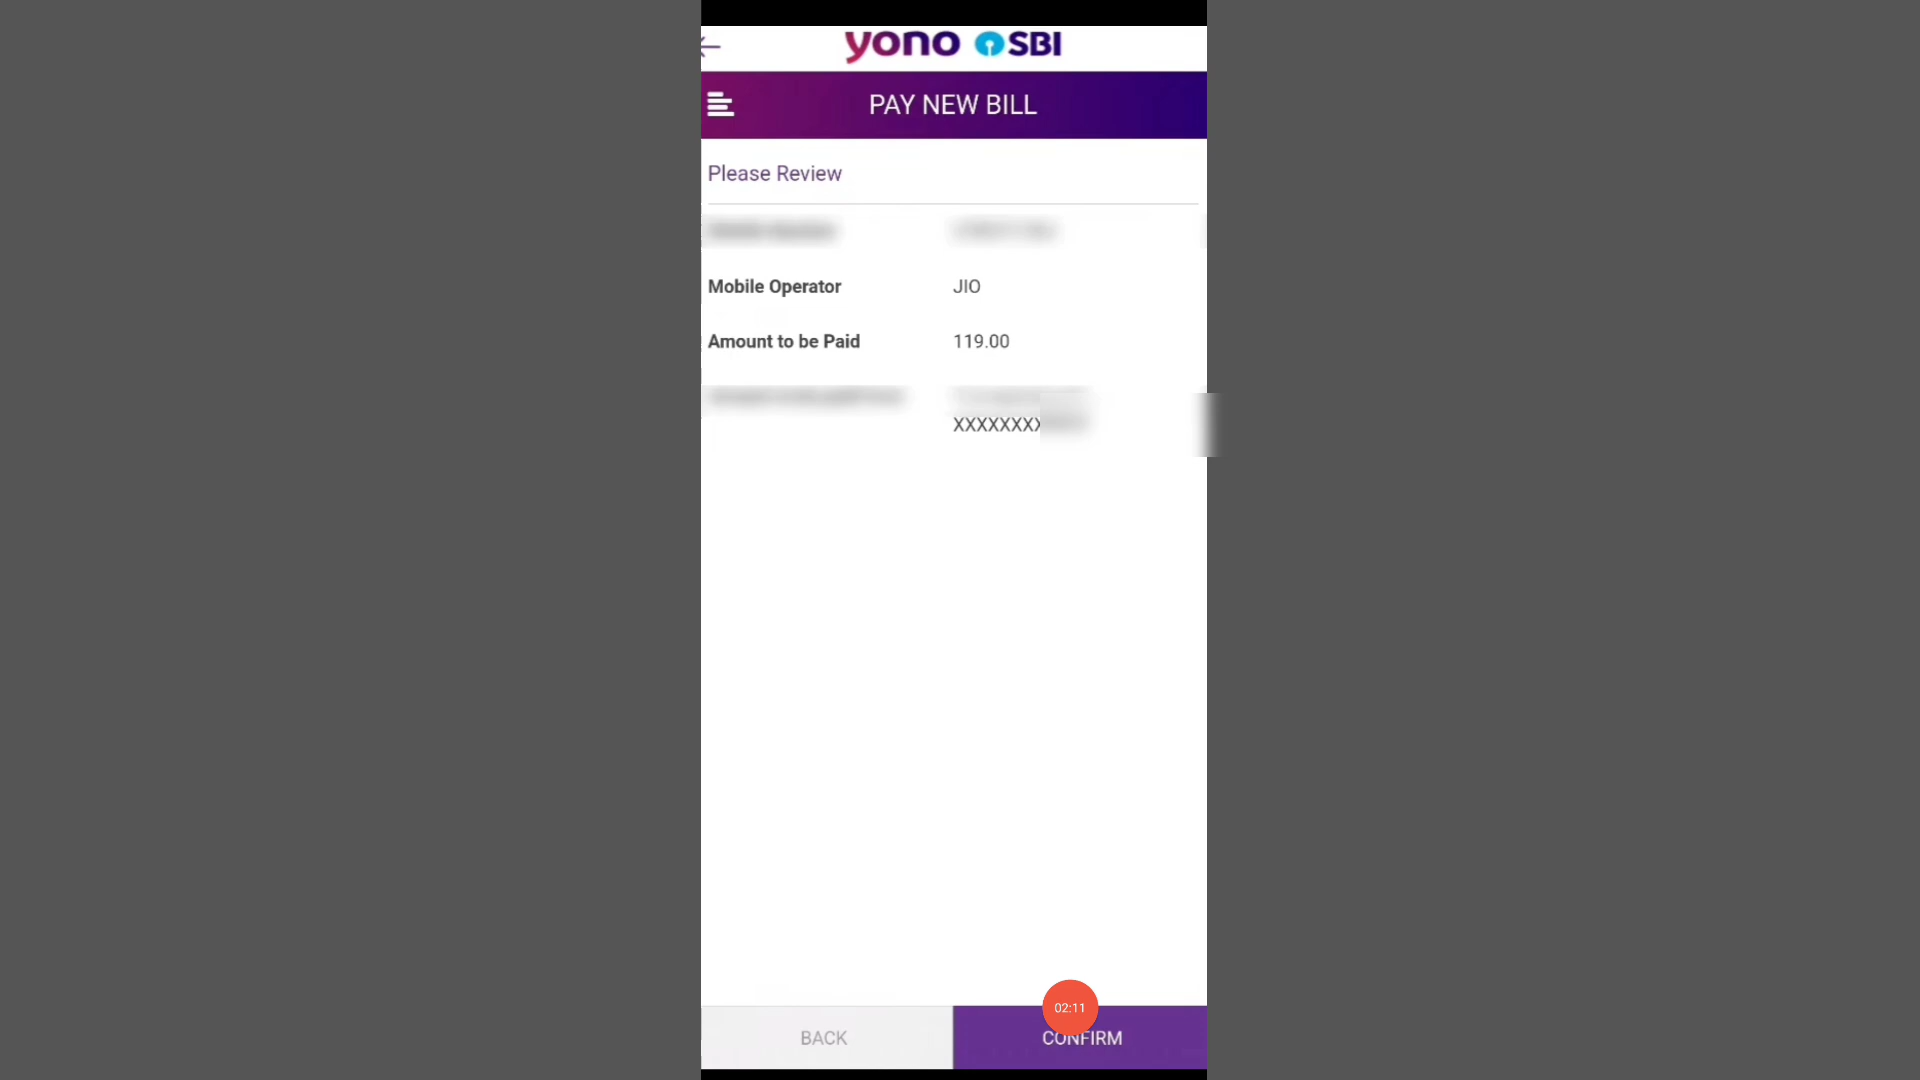 yono SBI
PAY NEW BILL
Please Review
Mobile Operator JIO
Amount to be Paid 119.00
XXXXXXXX
02:11
BACK CONFIRM